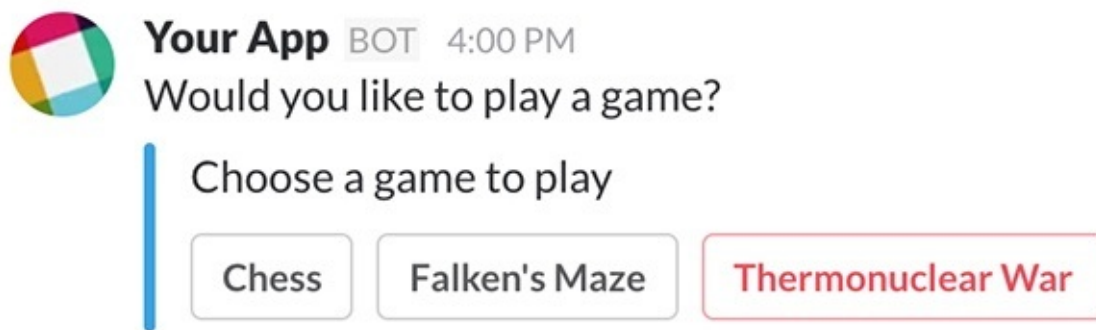 Your App BOT 4:00 PM
Would you like to play a game?
Choose a game to play
Chess Falken's Maze Thermonuclear War